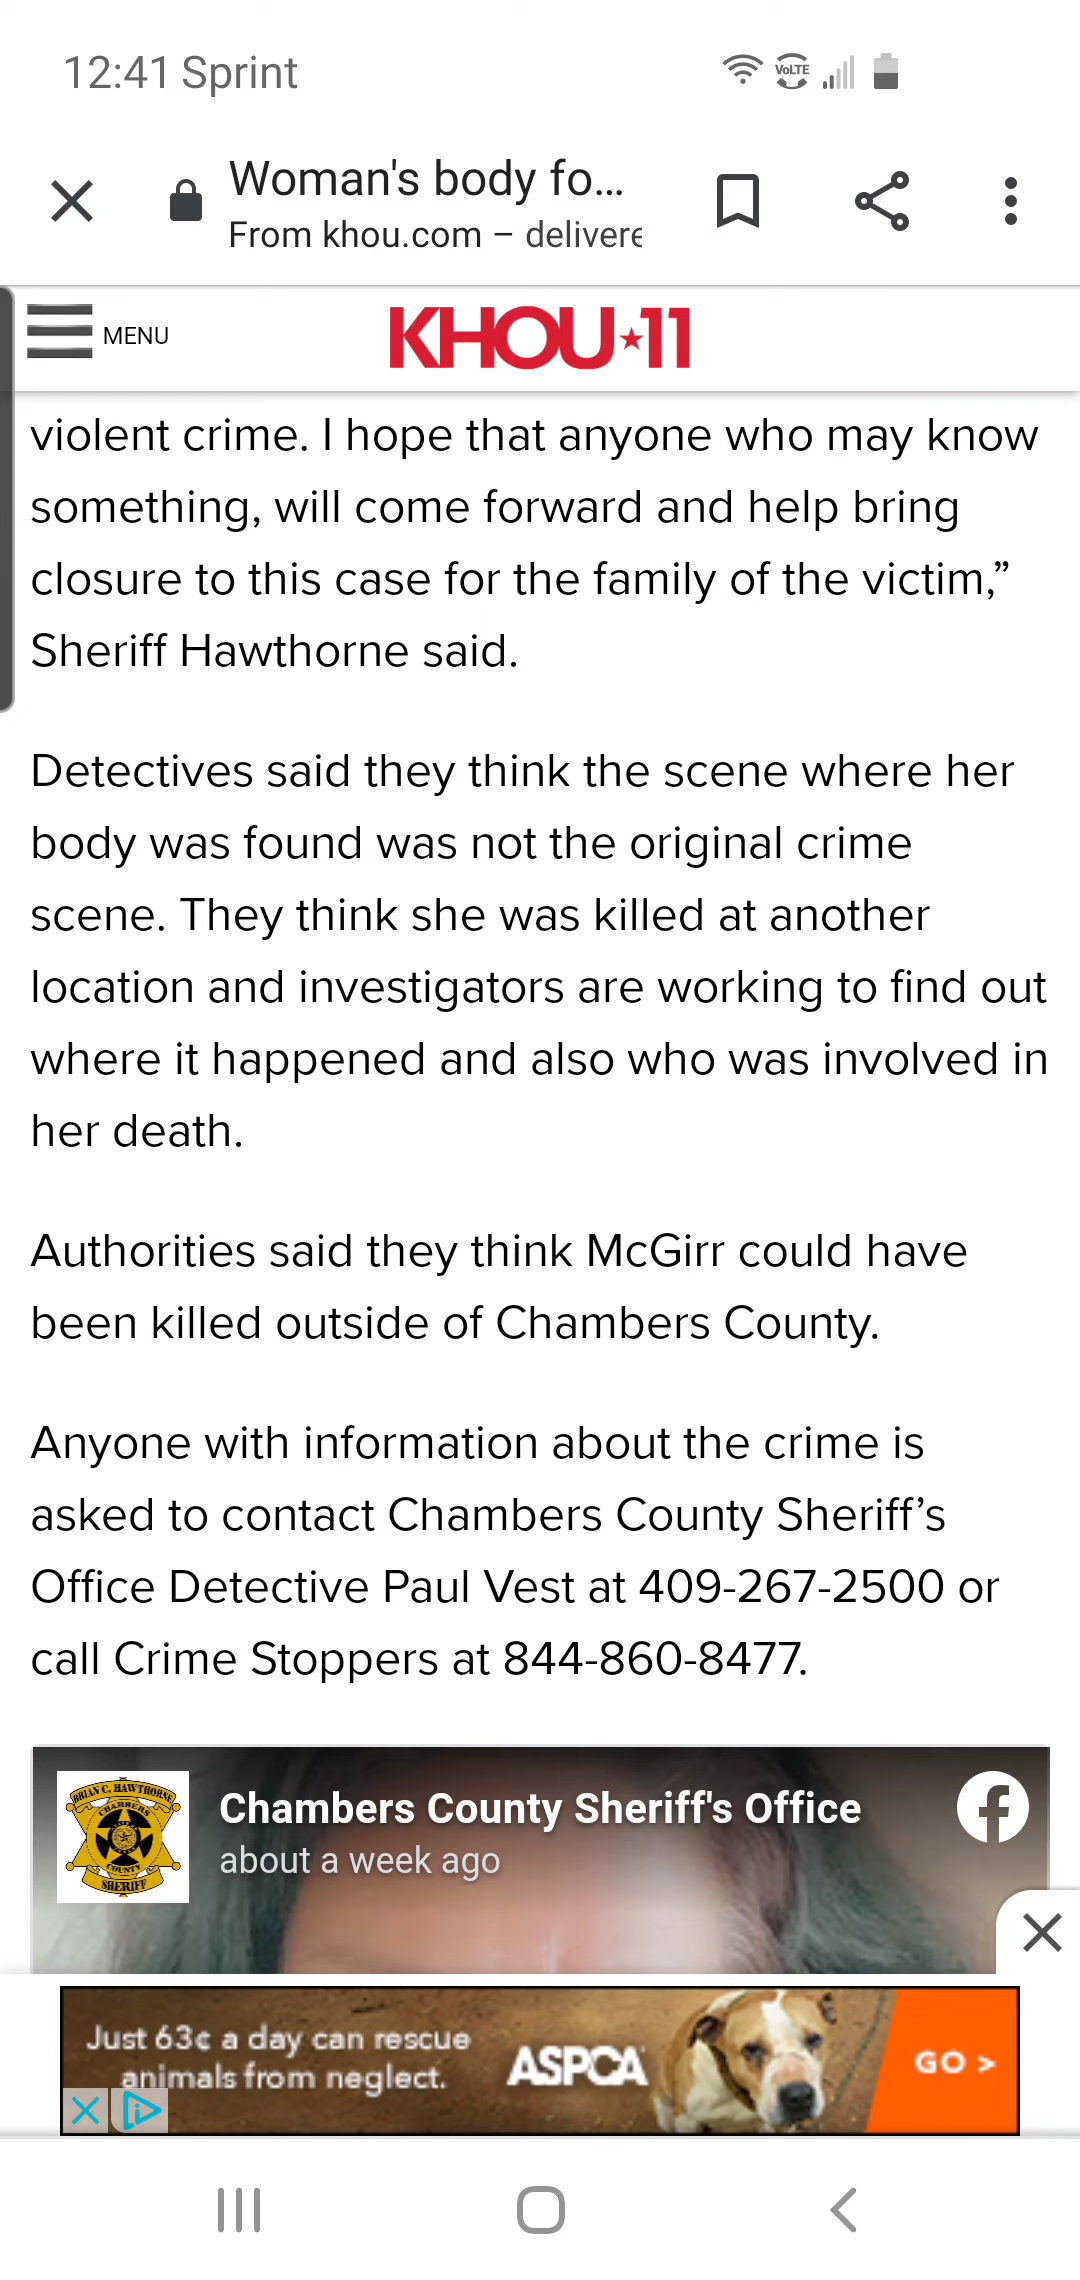 12:41 Sprint
VoLTE
Woman's body fo...
From khou.com – delivere
MENU
KHOU★11
violent crime. I hope that anyone who may know
something, will come forward and help bring
closure to this case for the family of the victim,”
Sheriff Hawthorne said.
Detectives said they think the scene where her
body was found was not the original crime
scene. They think she was killed at another
location and investigators are working to find out
where it happened and also who was involved in
her death.
Authorities said they think McGirr could have
been killed outside of Chambers County.
Anyone with information about the crime is
asked to contact Chambers County Sheriff’s
Office Detective Paul Vest at 409-267-2500 or
call Crime Stoppers at 844-860-8477.
BRIAN C. HAWTHORNE
CHAMBERS
COUNTY
SHERIFF
Chambers County Sheriff's Office
about a week ago
Just 63¢ a day can rescue
animals from neglect.
ASPCA
GO >